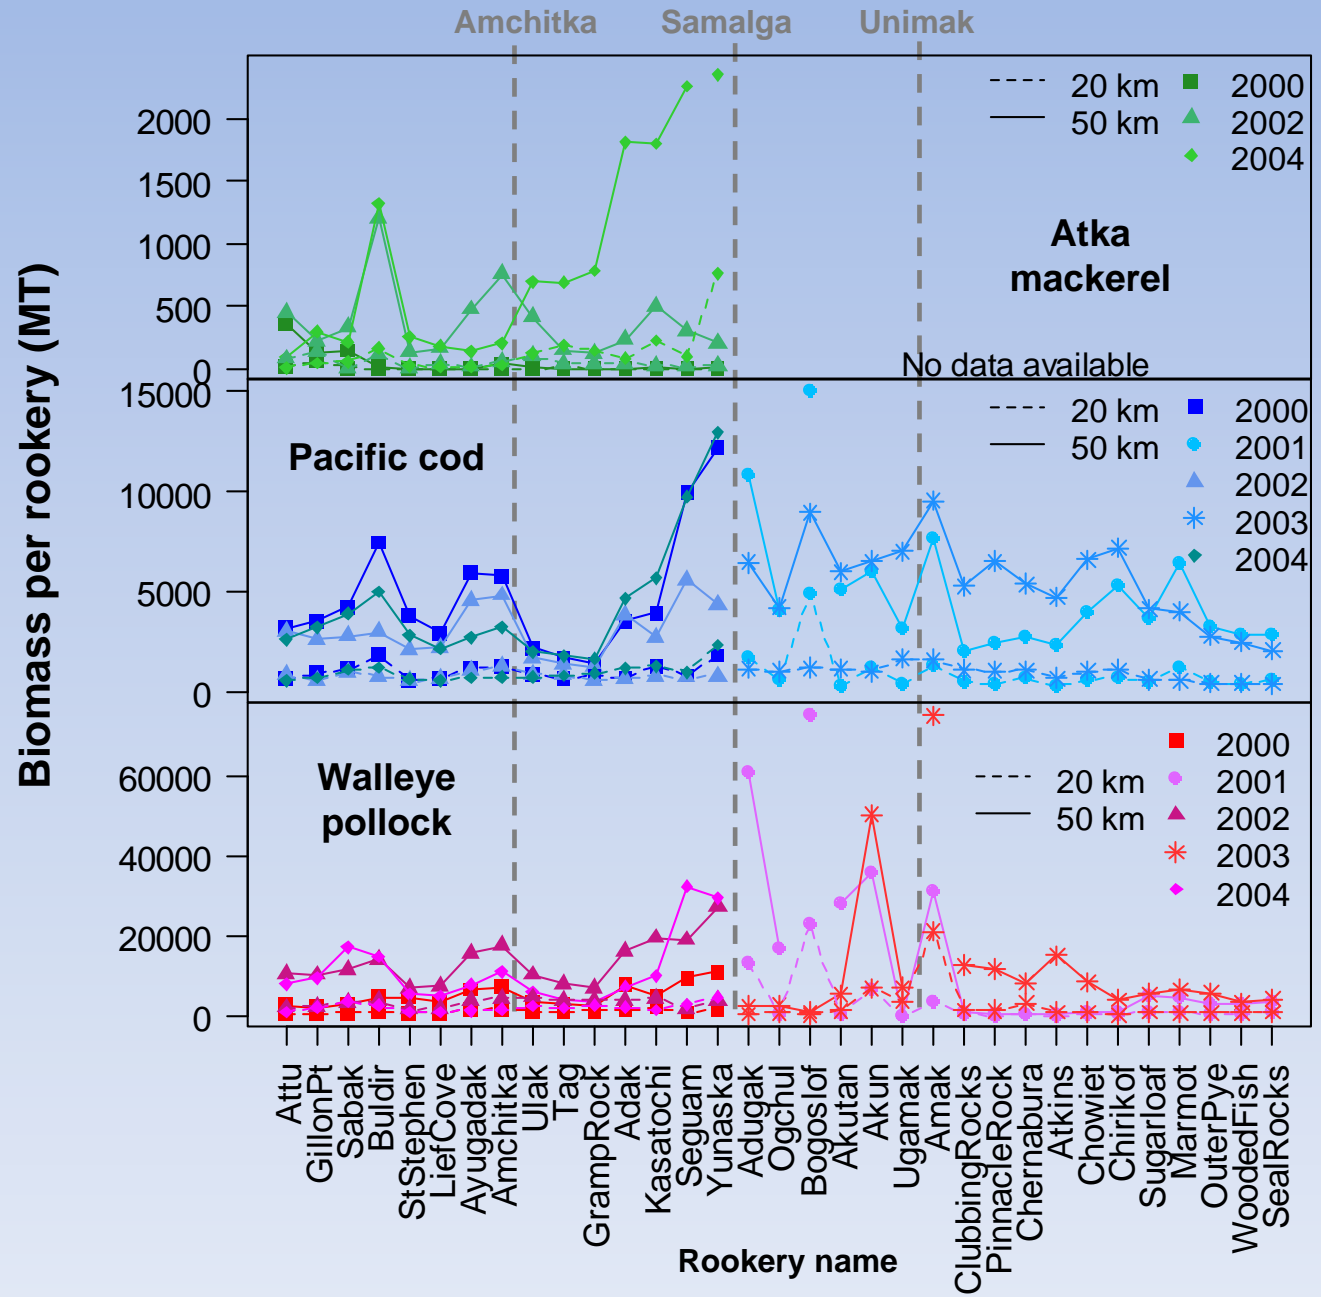 Amchitka Samalga Unimak
Biomass per rookery (MT)
2000
1500
1000
500
0
20 km 2000
50 km 2002
2004
Atka
mackerel
No data available
15000
10000
5000
0
Pacific cod
20 km 2000
50 km 2001
2002
2003
2004
60000
40000
20000
0
Walleye
pollock
2000
20 km 2001
50 km 2002
2003
2004
Attu
GillonPt
Sabak
Buldir
StStephen
LiefCove
Ayugadak
Amchitka
Ulak
Tag
GrampRock
Adak
Kasatochi
Seguam
Yunaska
Adugak
Ogchul
Bogoslof
Akutan
Akun
Ugamak
Amak
ClubbingRocks
PinnacleRock
Chernabura
Atkins
Chowiet
Chirikof
Sugarloaf
Marmot
OuterPye
WoodedFish
SealRocks
Rookery name